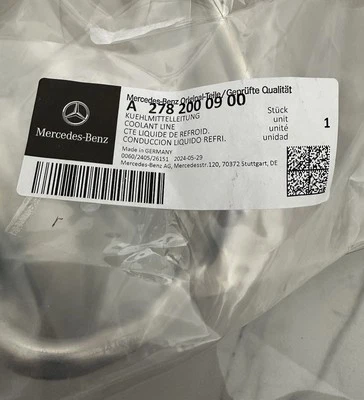 Mercedes-Benz Original-Teile/Geprüfte Qualität
A 278 200 09 00
KUEHLMITTELLEITUNG
COOLANT LINE
CTE LIQUIDE DE REFROID.
CONDUCCION LIQUIDO REFRI.
Stück
unit
unité
unidad
1
Mercedes-Benz
Made in GERMANY
0060/2405/26151 2024-05-29
Mercedes-Benz AG, Mercedesstr.120, 70372 Stuttgart, DE